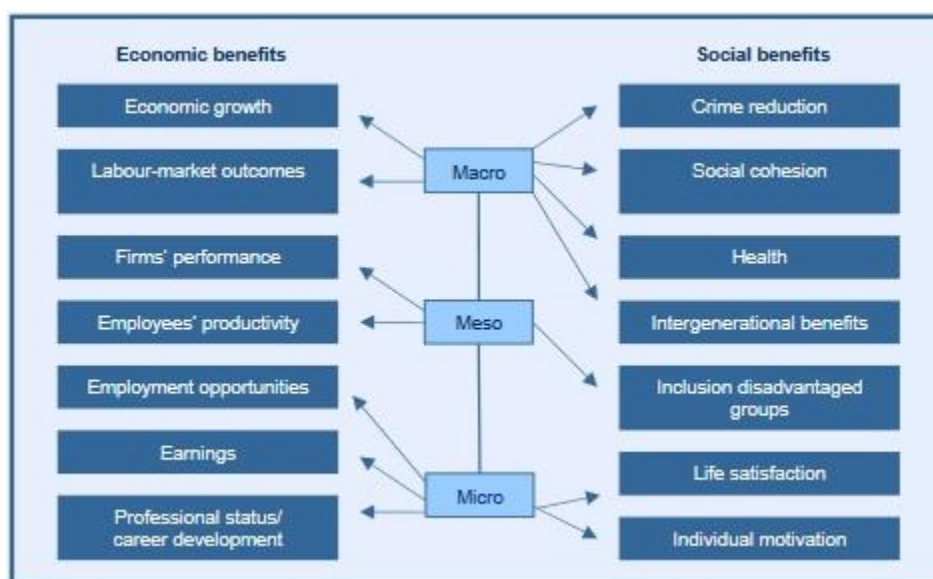 Economic benefits
Social benefits
Economic growth
Crime reduction
Labour-market outcomes
Macro
Social cohesion
Firms' performance
Health
Employees' productivity
Meso
Intergenerational benefits
Employment opportunities
Inclusion disadvantaged
groups
Earnings
Life satisfaction
Micro
Professional status/
career development
Individual motivation